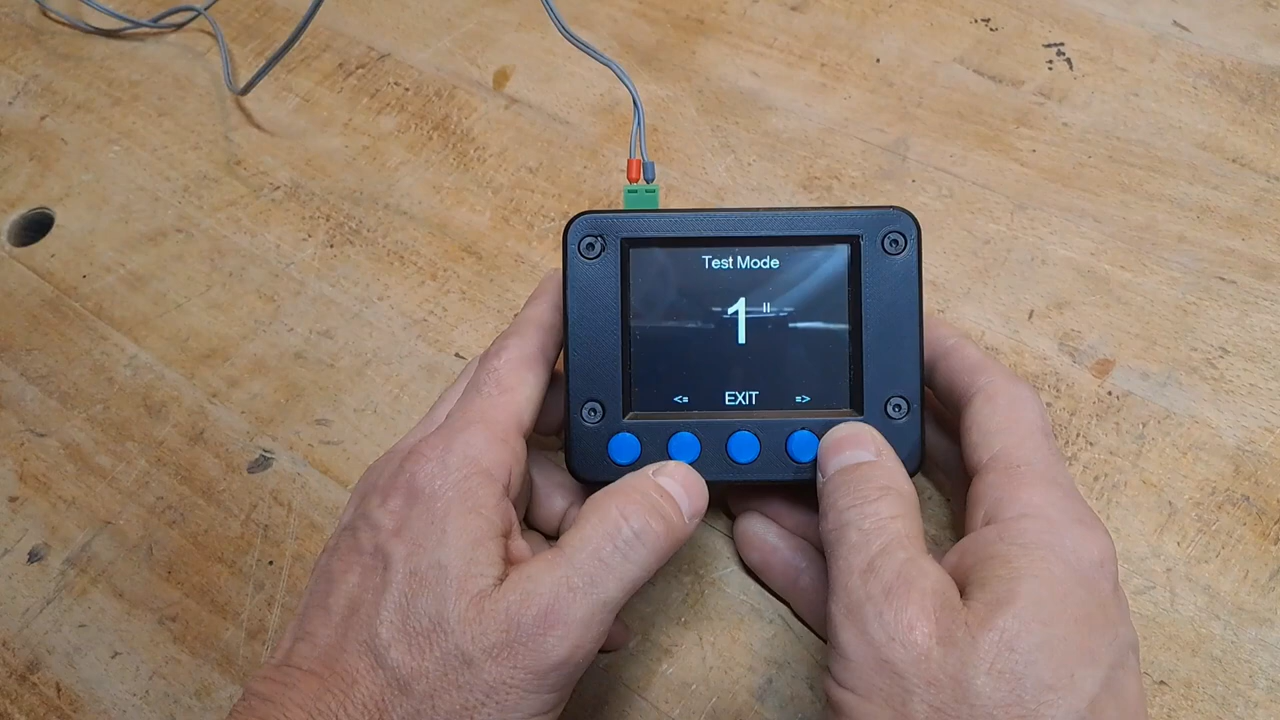 Test Mode
1"
<= EXIT =>